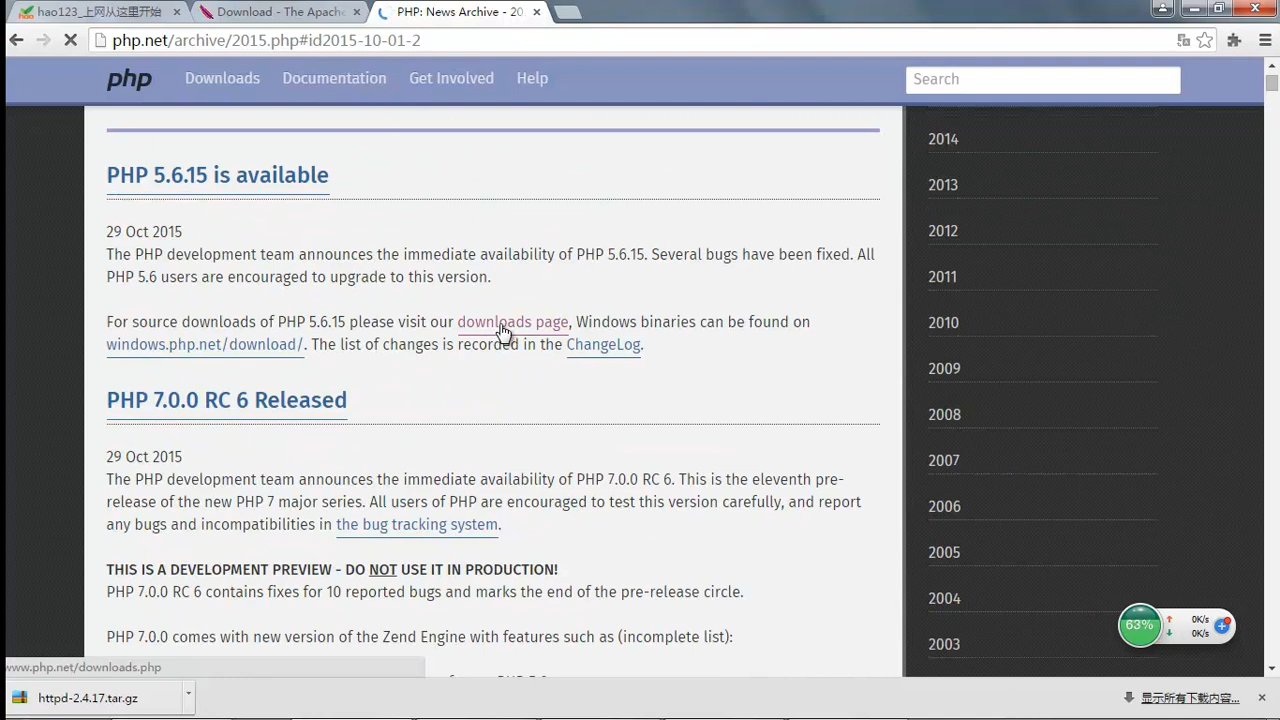 hao123_上网从这里开始
Download - The Apache
PHP: News Archive - 20
php.net/archive/2015.php#id2015-10-01-2
php
Downloads
Documentation
Get Involved
Help
Search
PHP 5.6.15 is available
29 Oct 2015
The PHP development team announces the immediate availability of PHP 5.6.15. Several bugs have been fixed. All
PHP 5.6 users are encouraged to upgrade to this version.
For source downloads of PHP 5.6.15 please visit our downloads page, Windows binaries can be found on
windows.php.net/download/. The list of changes is recorded in the ChangeLog.
PHP 7.0.0 RC 6 Released
29 Oct 2015
The PHP development team announces the immediate availability of PHP 7.0.0 RC 6. This is the eleventh pre-
release of the new PHP 7 major series. All users of PHP are encouraged to test this version carefully, and report
any bugs and incompatibilities in the bug tracking system.
THIS IS A DEVELOPMENT PREVIEW - DO NOT USE IT IN PRODUCTION!
PHP 7.0.0 RC 6 contains fixes for 10 reported bugs and marks the end of the pre-release circle.
PHP 7.0.0 comes with new version of the Zend Engine with features such as (incomplete list):
2014
2013
2012
2011
2010
2009
2008
2007
2006
2005
2004
2003
63%
0K/s
0K/s
www.php.net/downloads.php
httpd-2.4.17.tar.gz
显示所有下载内容...